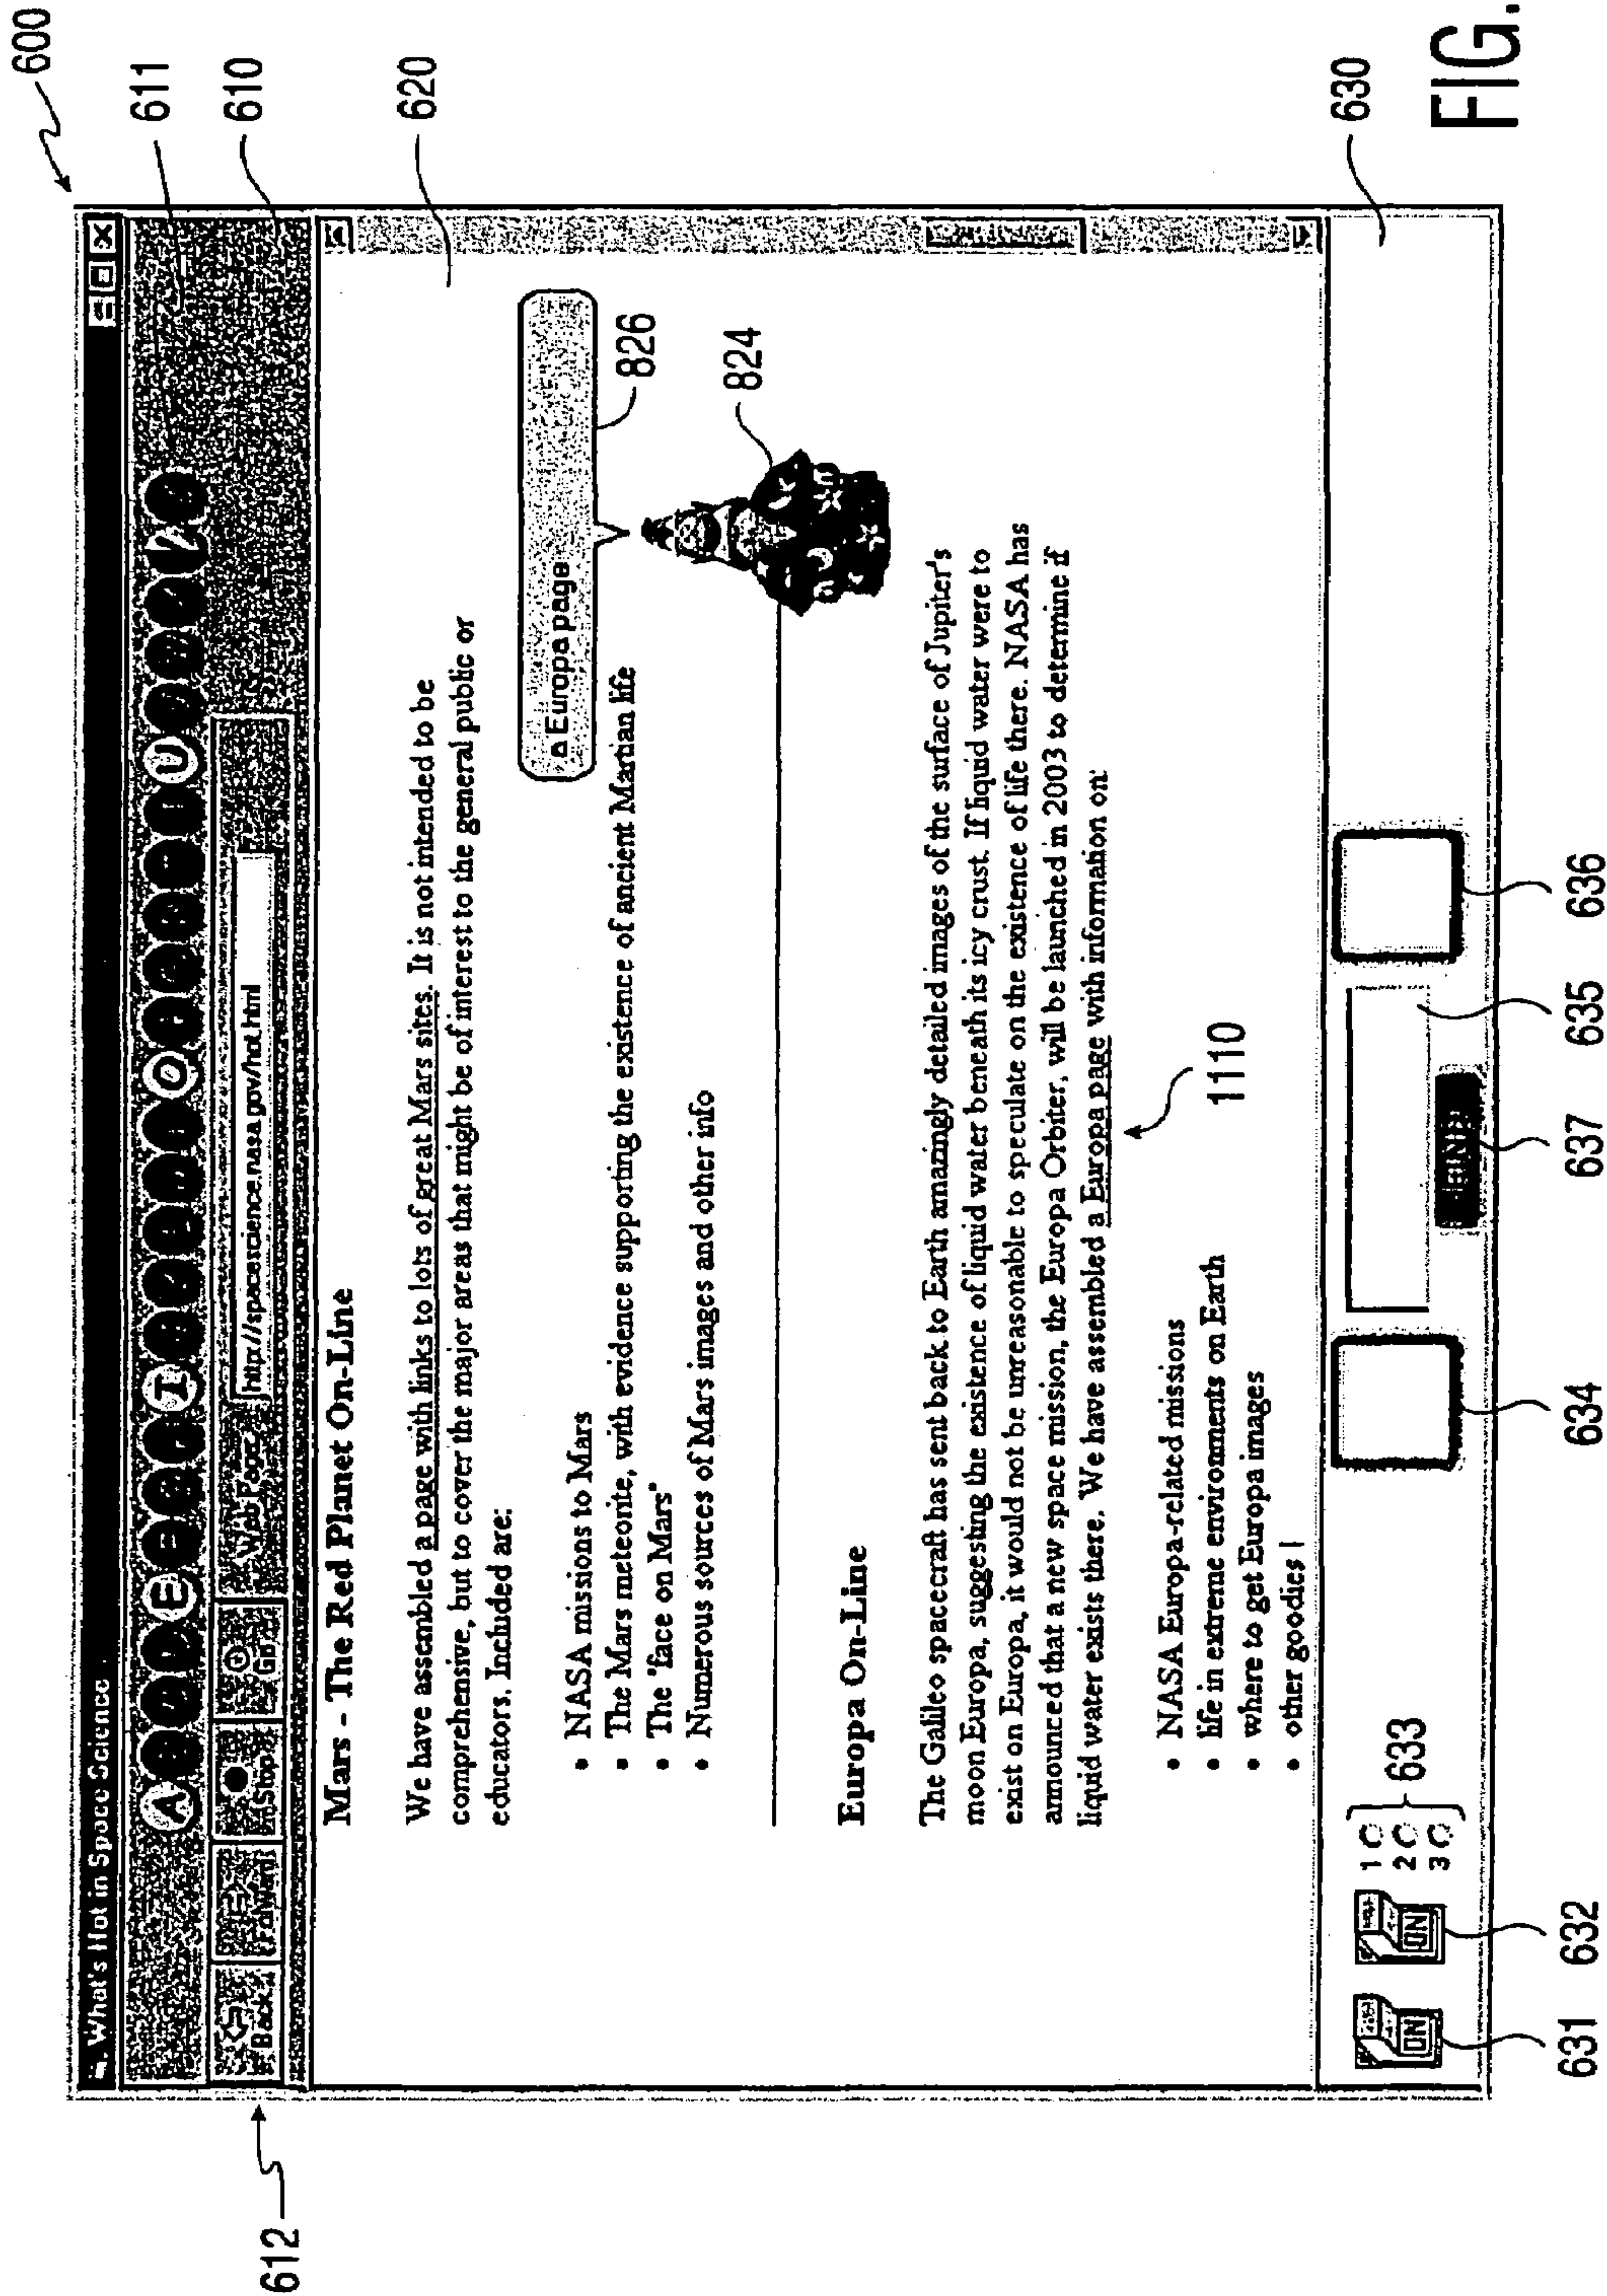 600
What's Hot in Space Science
611
A B T O U
Back Forward Stop Go Web Page http://spacescience.nasa.gov/hot.html
612
610
Mars - The Red Planet On-Line
620
We have assembled a page with links to lots of great Mars sites. It is not intended to be
comprehensive, but to cover the major areas that might be of interest to the general public or
educators. Included are:
a Europa page
826
• NASA missions to Mars
• The Mars meteorite, with evidence supporting the existence of ancient Martian life
• The "face on Mars"
• Numerous sources of Mars images and other info
824
Europa On-Line
The Galileo spacecraft has sent back to Earth amazingly detailed images of the surface of Jupiter's
moon Europa, suggesting the existence of liquid water beneath its icy crust. If liquid water were to
exist on Europa, it would not be unreasonable to speculate on the existence of life there. NASA has
announced that a new space mission, the Europa Orbiter, will be launched in 2003 to determine if
liquid water exists there. We have assembled a Europa page with information on:
1110
• NASA Europa-related missions
• life in extreme environments on Earth
• where to get Europa images
• other goodies !
630
1
2
3
633
ON ON
FIND
631 632 634 637 635 636
FIG.